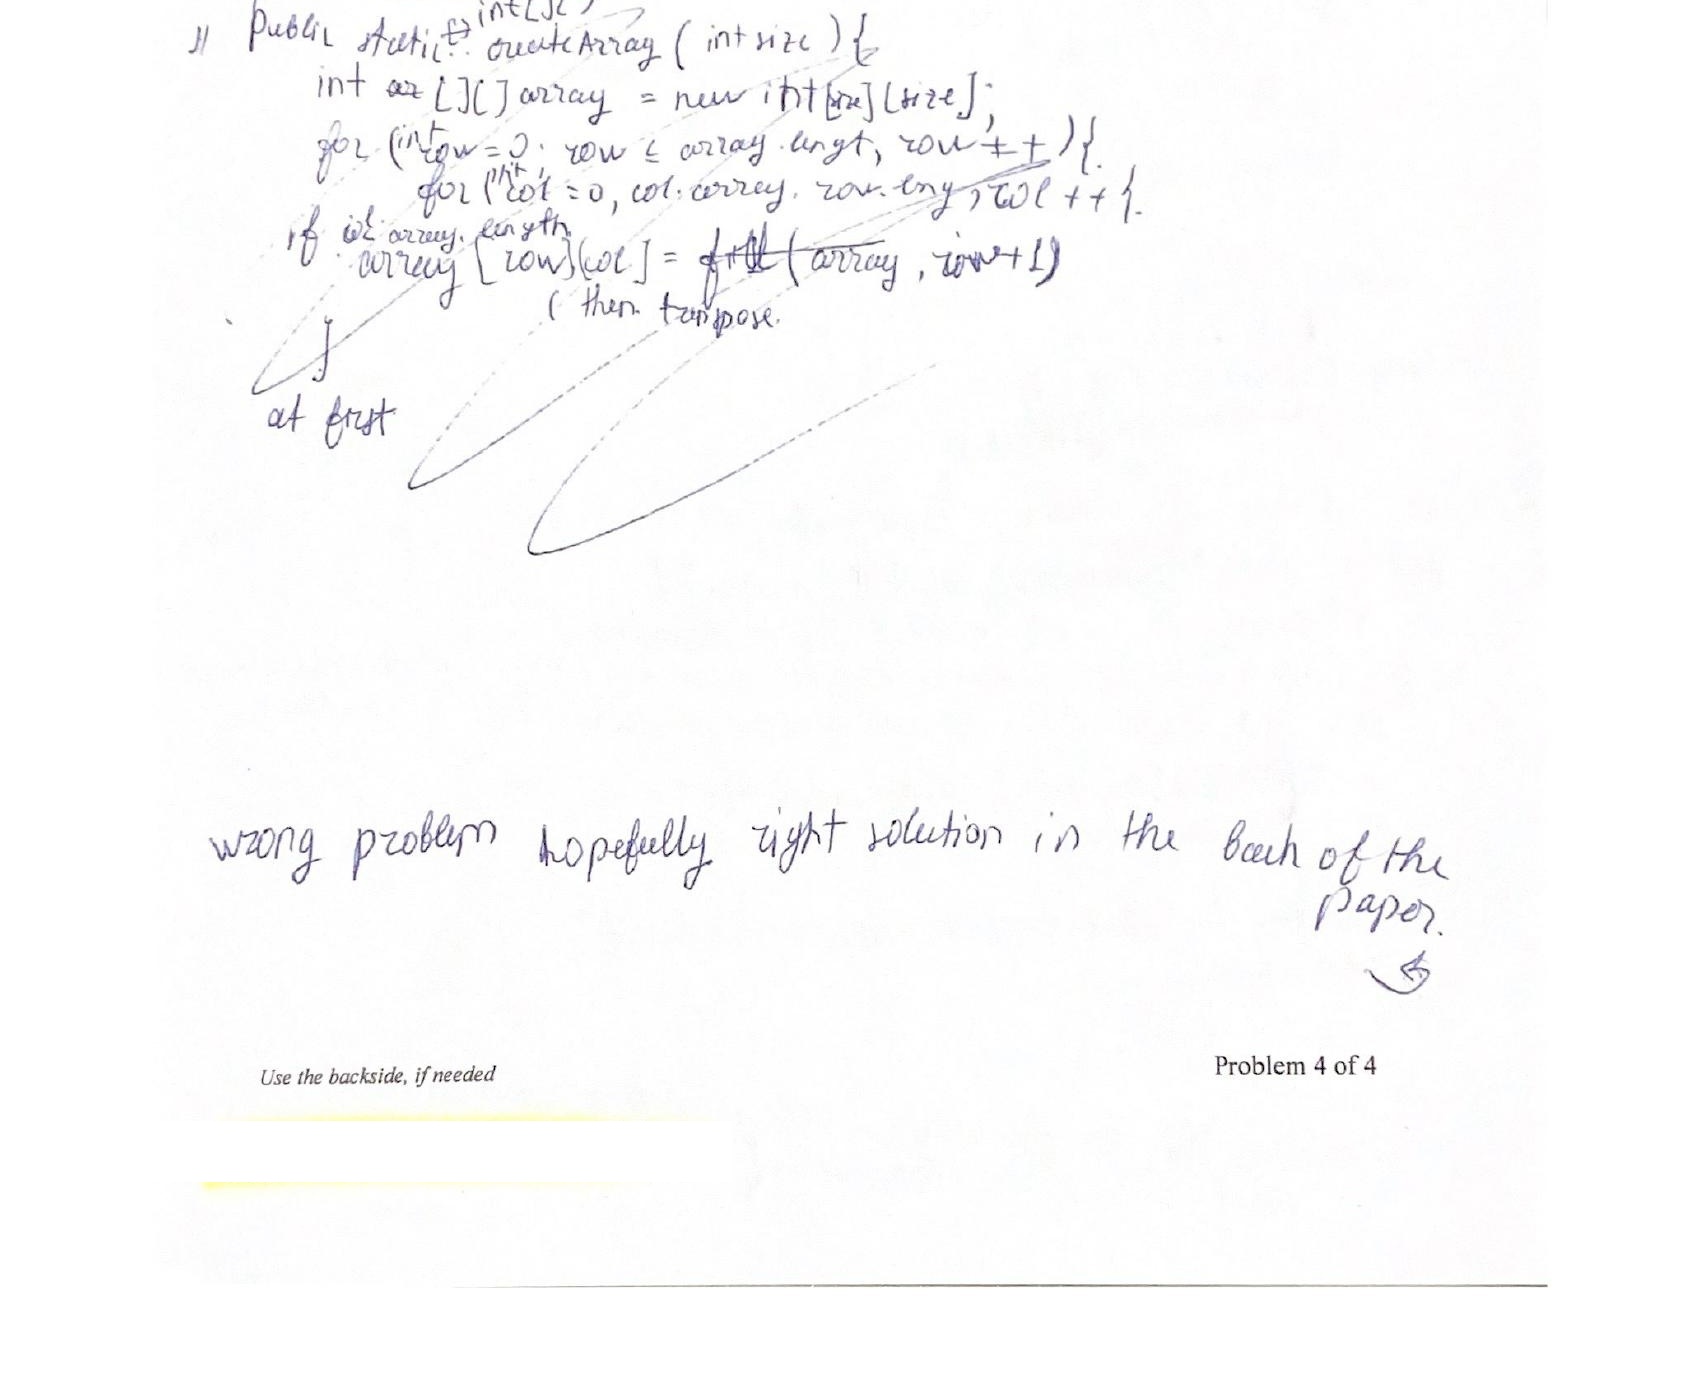 int[][]
1) Public static createArray (int size) {
int [][] array = new int [size][size];
for (int row = 0; row ≤ array.lengt, row ++){
for (int col = 0, col. array. row. leng, col ++{.
if col array. length
array [row][col] = fill (array, row+1)
( then transpose.
}
at first
wrong problem hopefully right solution in the back of the
paper.
Use the backside, if needed
Problem 4 of 4